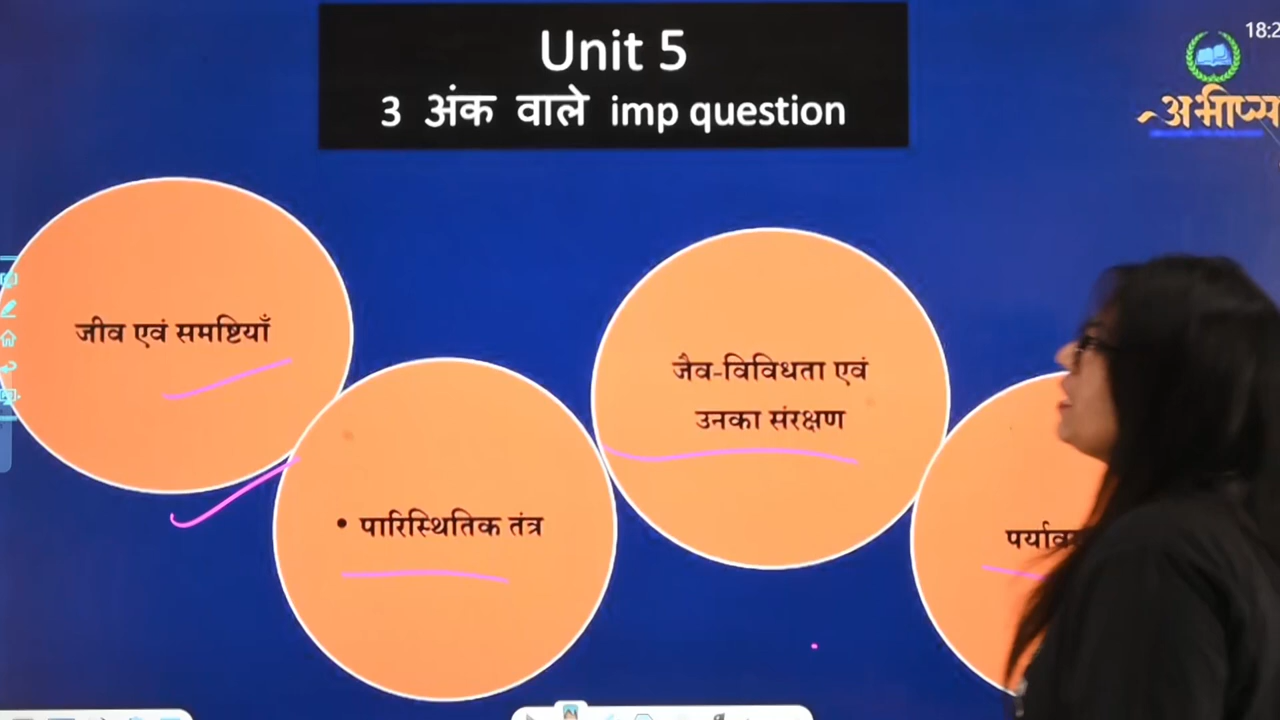 Unit 5
3 अंक वाले imp question
जीव एवं समष्टियाँ
• पारिस्थितिक तंत्र
जैव-विविधता एवं
उनका संरक्षण